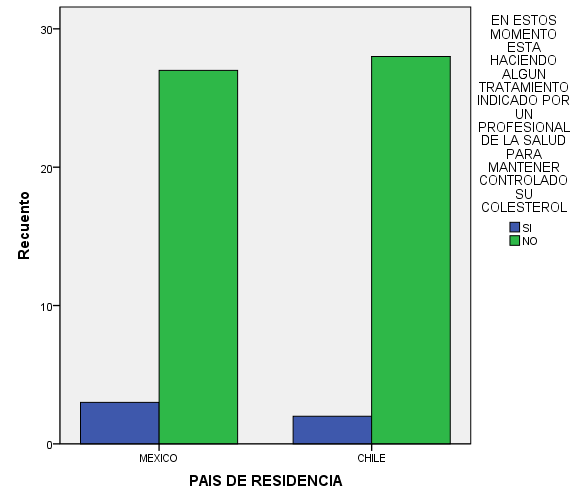 EN ESTOS
MOMENTO
ESTA
HACIENDO
ALGUN
TRATAMIENTO
INDICADO POR
UN
PROFESIONAL
DE LA SALUD
PARA
MANTENER
CONTROLADO
SU
COLESTEROL
SI
NO
30
20
10
0
Recuento
MEXICO
CHILE
PAIS DE RESIDENCIA